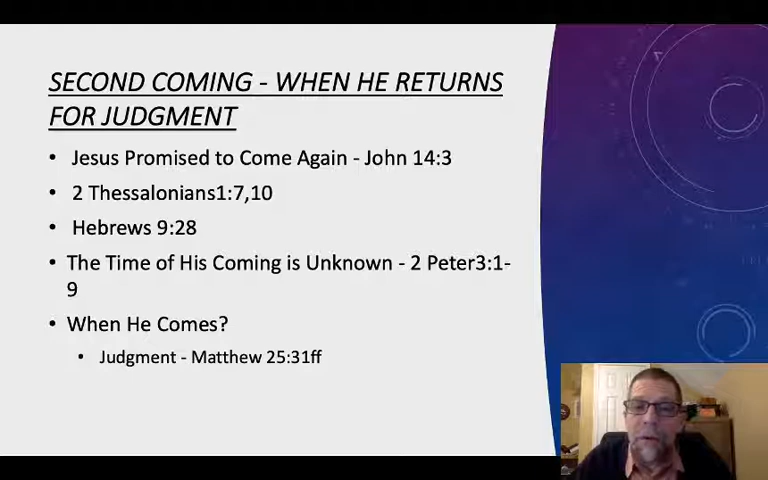 SECOND COMING - WHEN HE RETURNS
FOR JUDGMENT
• Jesus Promised to Come Again - John 14:3
• 2 Thessalonians1:7,10
• Hebrews 9:28
• The Time of His Coming is Unknown - 2 Peter3:1-
9
• When He Comes?
• Judgment - Matthew 25:31ff